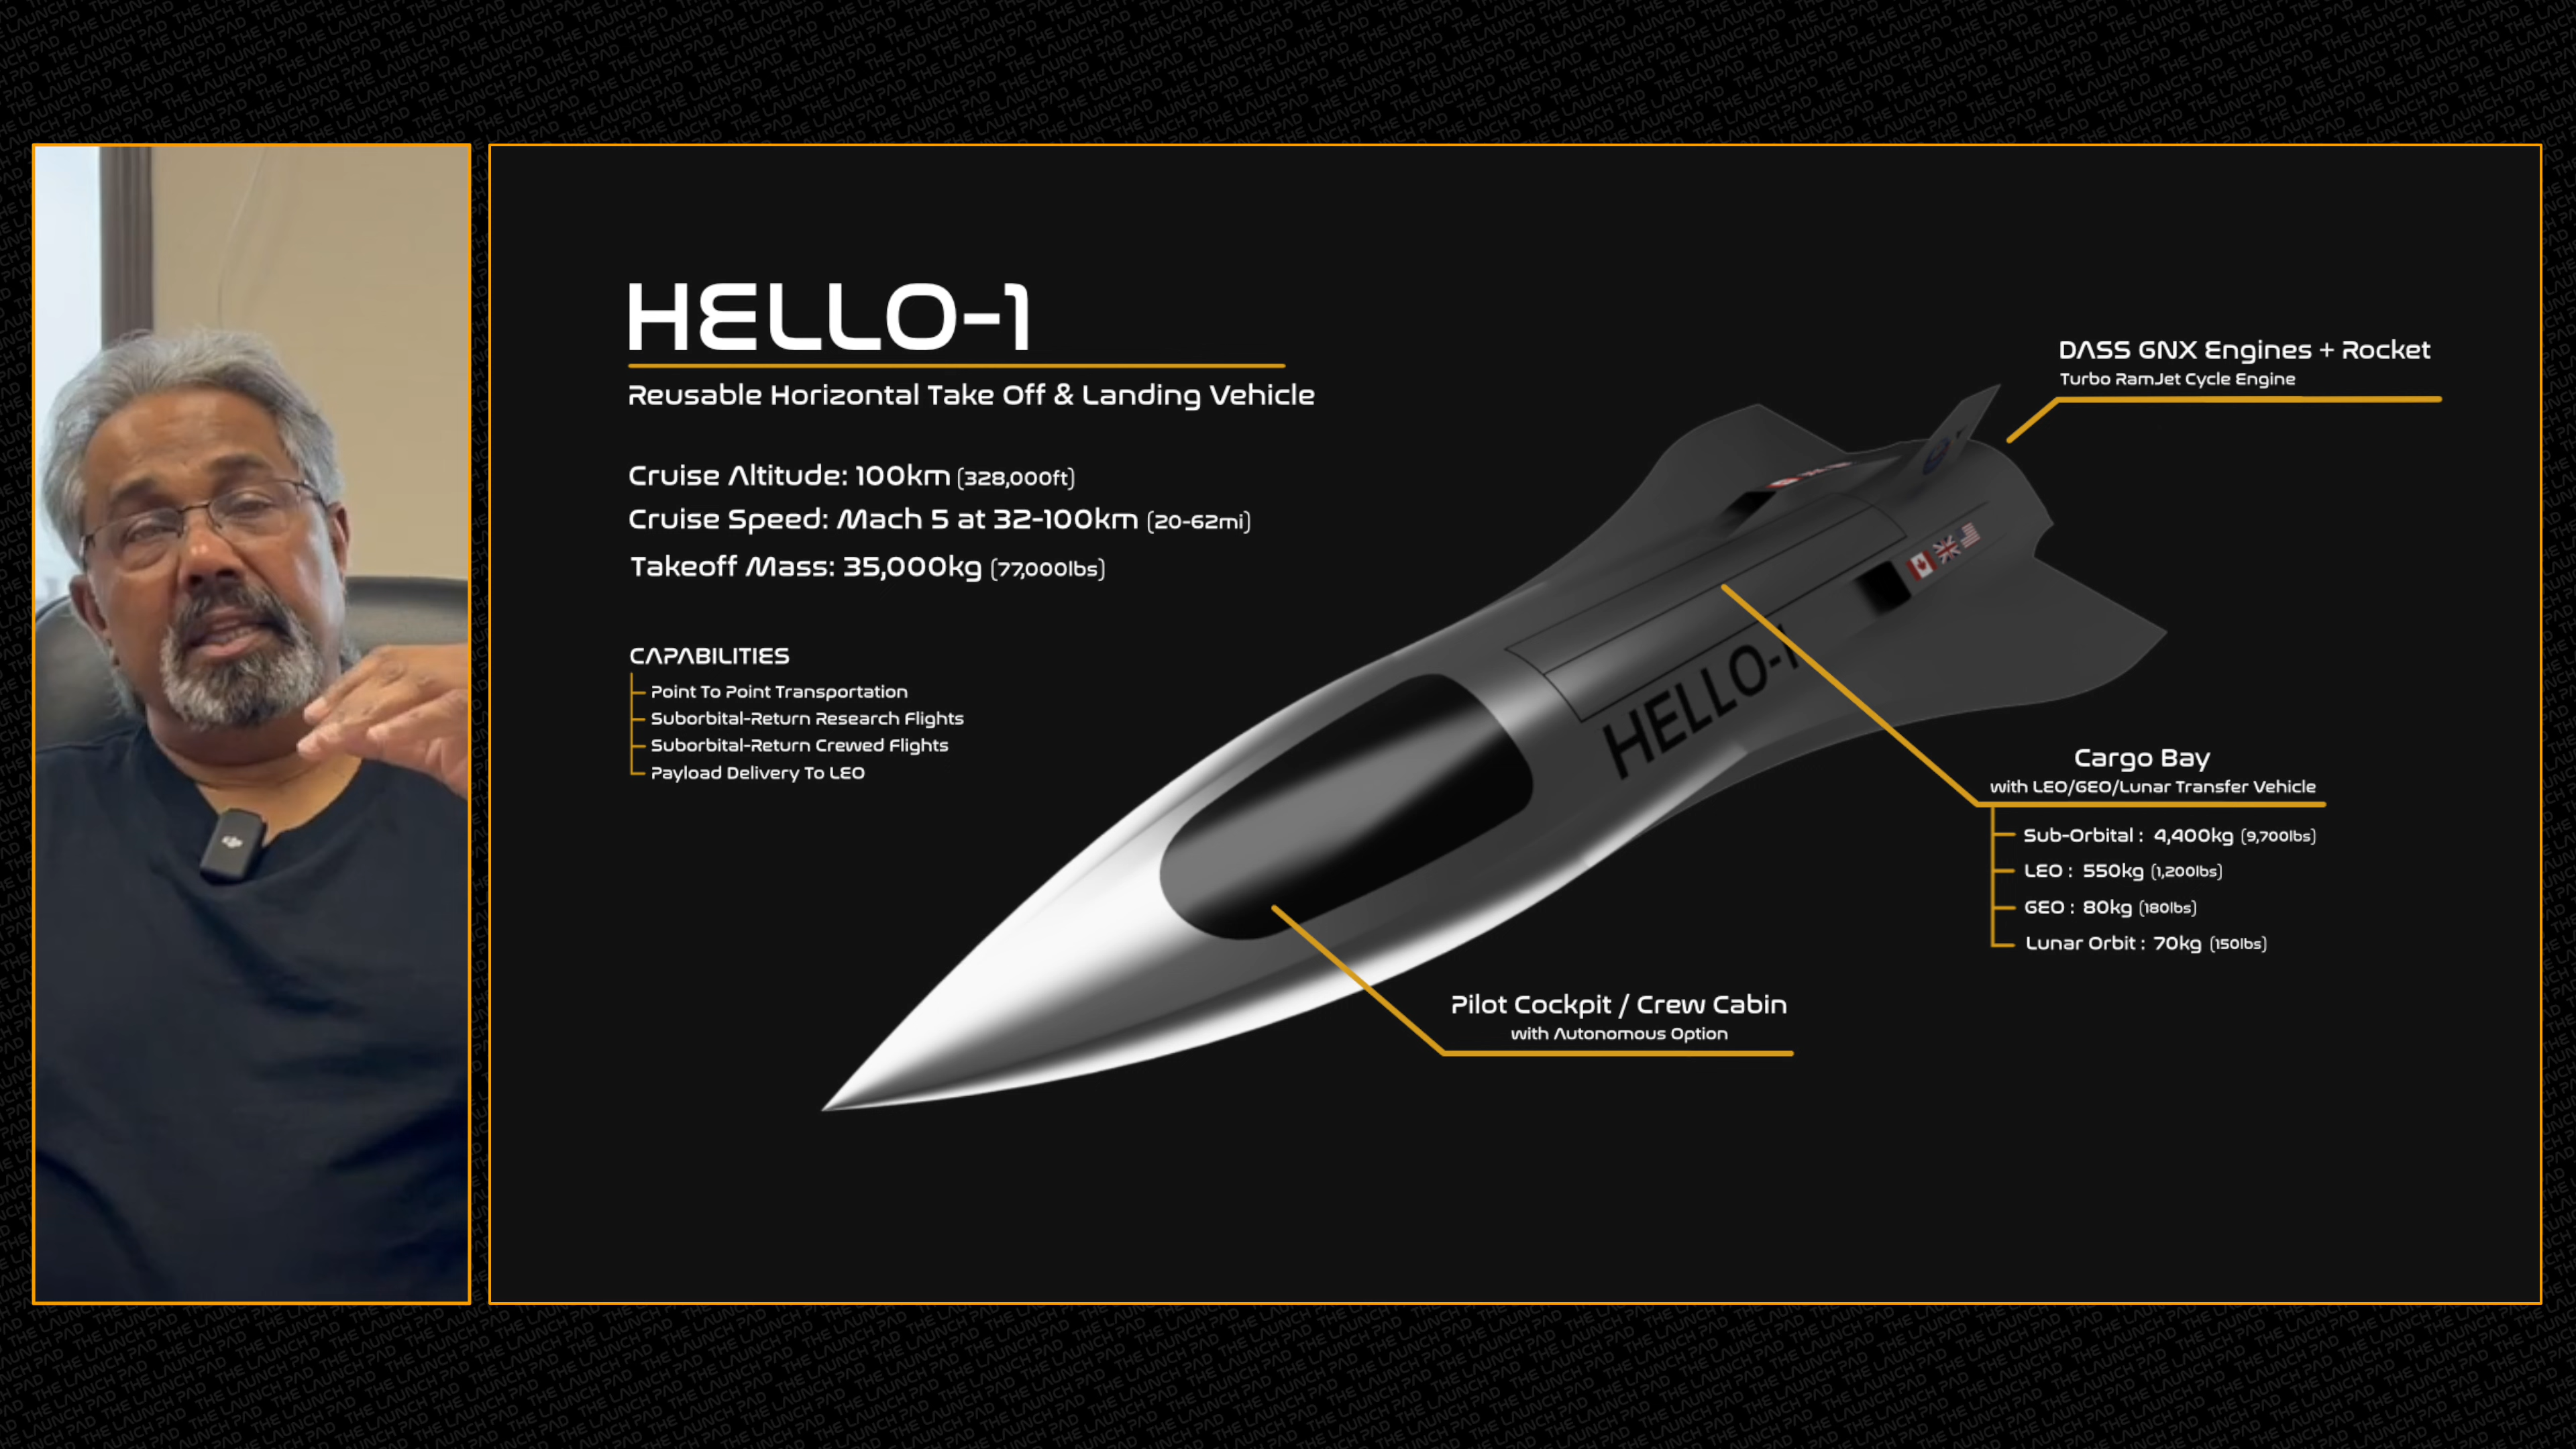 HELLO-1
Reusable Horizontal Take Off & Landing Vehicle
Cruise Altitude: 100km (328,000ft)
Cruise Speed: Mach 5 at 32-100km (20-62mi)
Takeoff Mass: 35,000kg (77,000lbs)
CAPABILITIES
Point To Point Transportation
Suborbital-Return Research Flights
Suborbital-Return Crewed Flights
Payload Delivery To LEO
DASS GNX Engines + Rocket
Turbo RamJet Cycle Engine
HELLO-1
Cargo Bay
with LEO/GEO/Lunar Transfer Vehicle
Sub-Orbital : 4,400kg (9,700lbs)
LEO : 550kg (1,200lbs)
GEO : 80kg (180lbs)
Lunar Orbit : 70kg (150lbs)
Pilot Cockpit / Crew Cabin
with Autonomous Option
THE LAUNCH PAD